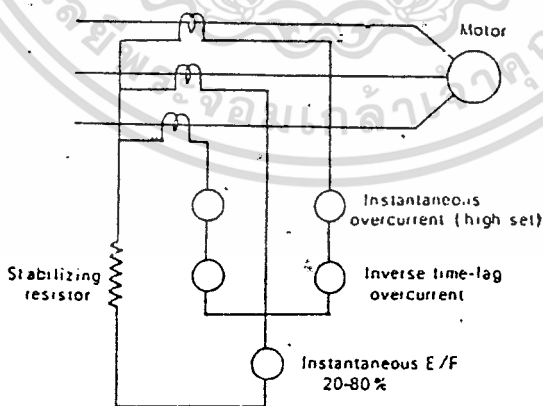 Motor
Instantaneous
overcurrent (high set)
Stabilizing
resistor
Inverse time-lag
overcurrent
Instantaneous E/F
20-80%